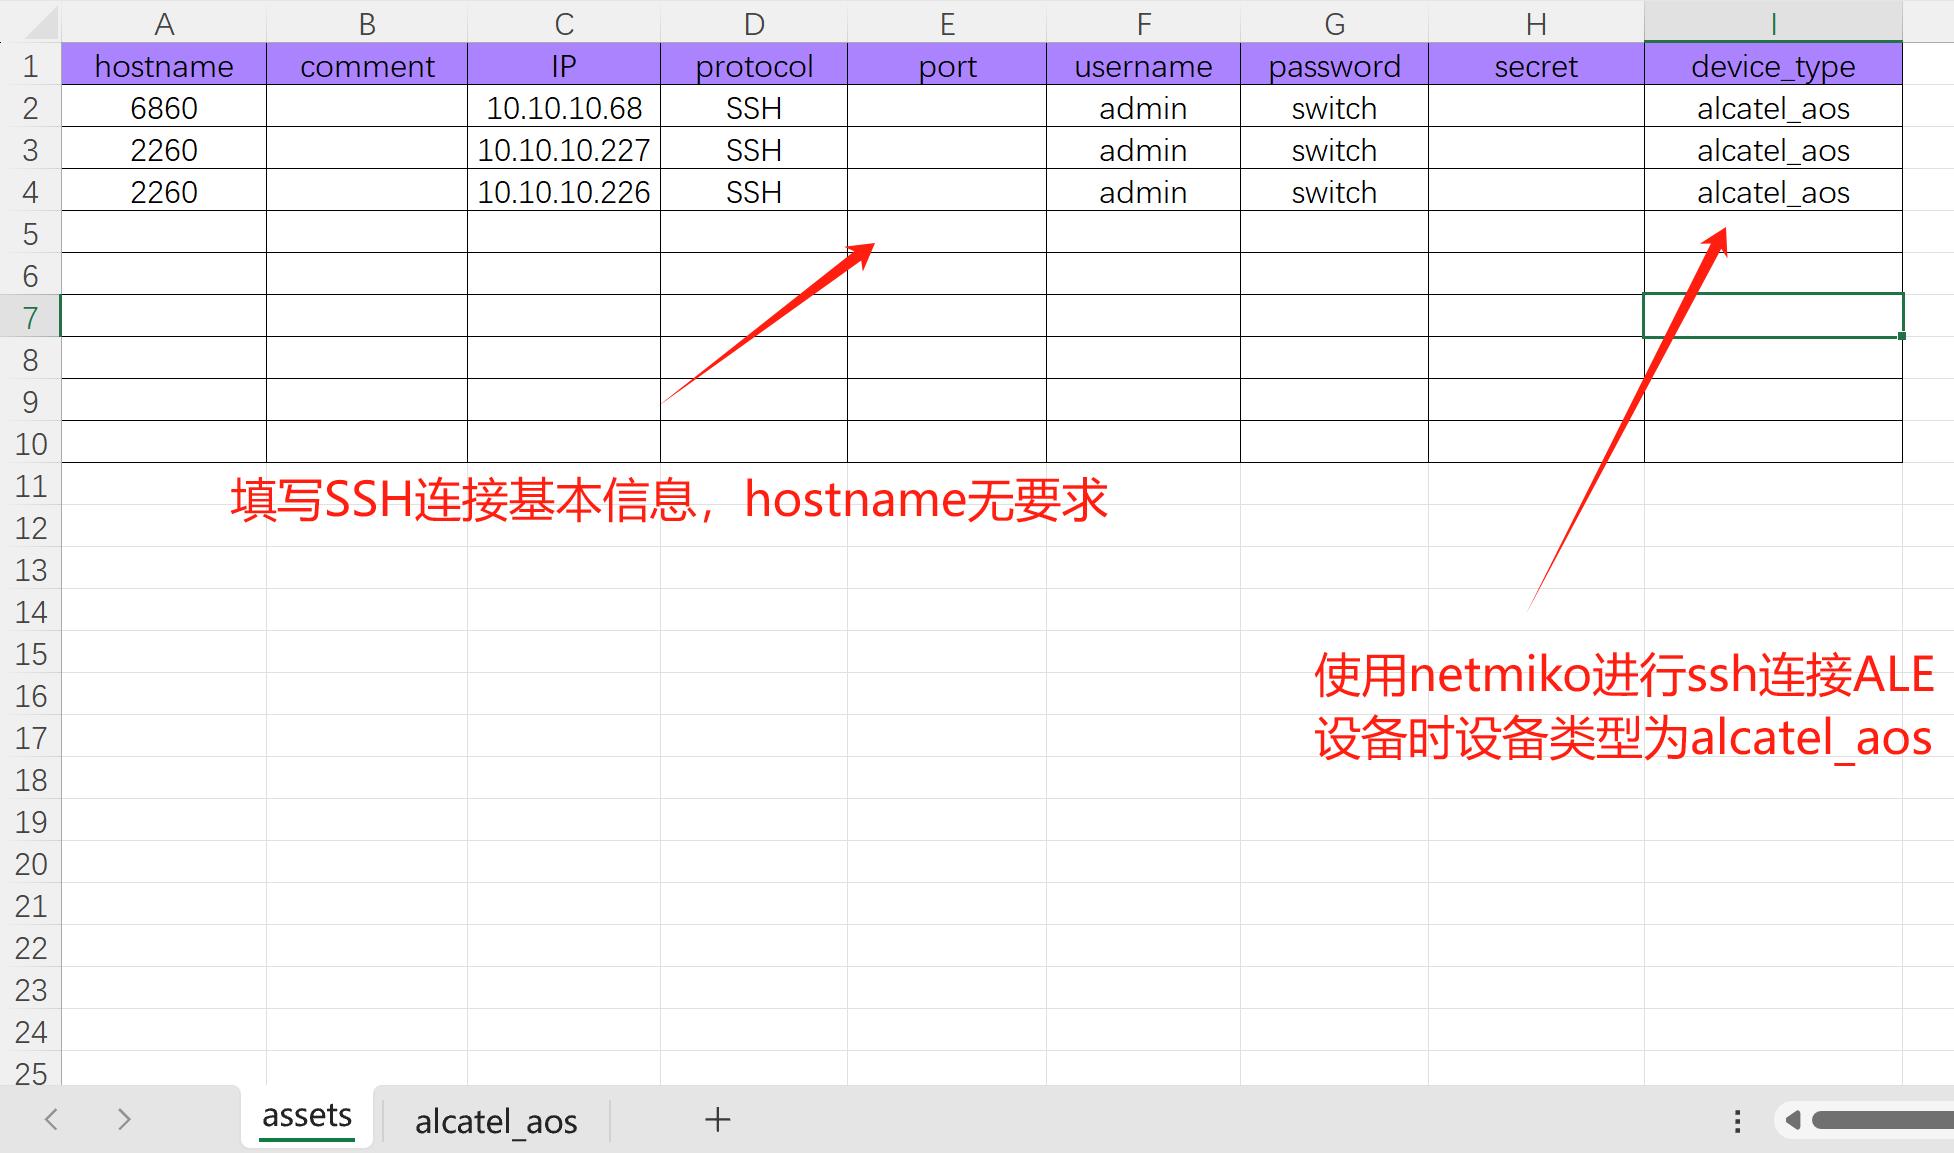 A B C D E F G H I
1 hostname comment IP protocol port username password secret device_type
2 6860 10.10.10.68 SSH admin switch alcatel_aos
3 2260 10.10.10.227 SSH admin switch alcatel_aos
4 2260 10.10.10.226 SSH admin switch alcatel_aos
5
6
7
8
9
10
11
填写SSH连接基本信息，hostname无要求
12
13
14
15
使用netmiko进行ssh连接ALE
16
17
设备时设备类型为alcatel_aos
18
19
20
21
22
23
24
25
assets alcatel_aos